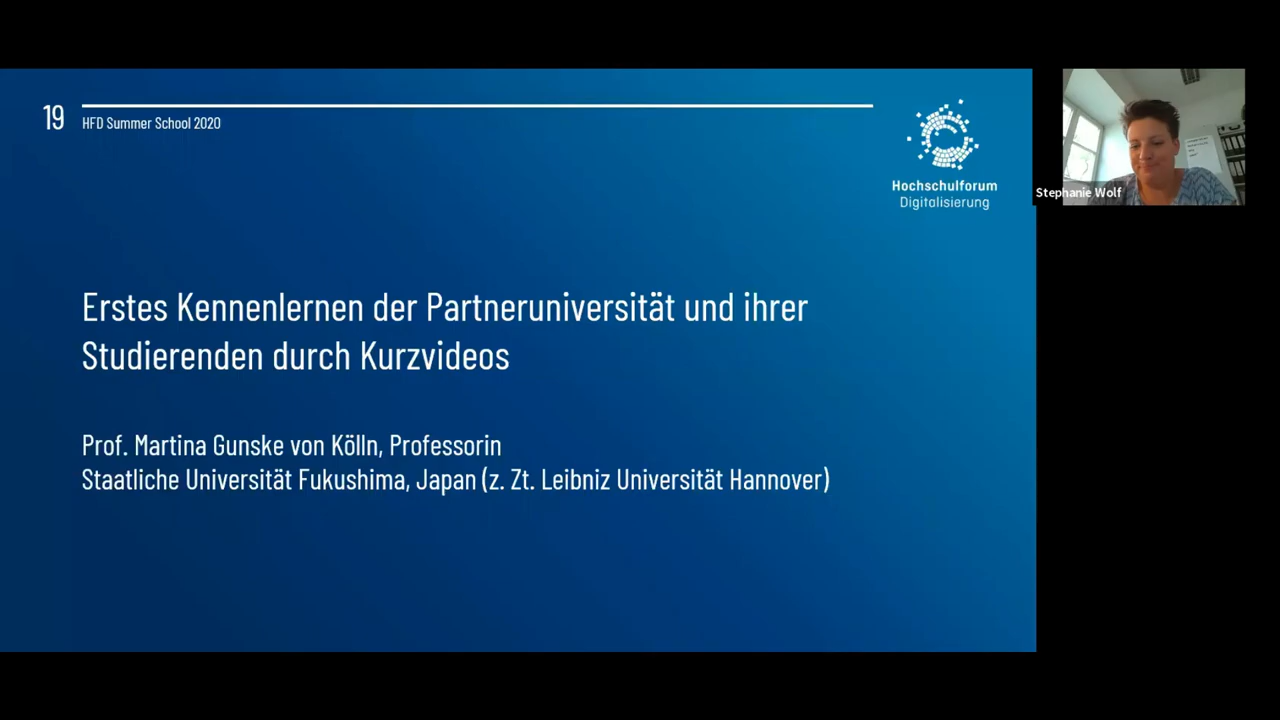 19
HFD Summer School 2020
Hochschulforum
Digitalisierung
Stephanie Wolf
Erstes Kennenlernen der Partneruniversität und ihrer
Studierenden durch Kurzvideos
Prof. Martina Gunske von Kölln, Professorin
Staatliche Universität Fukushima, Japan (z. Zt. Leibniz Universität Hannover)